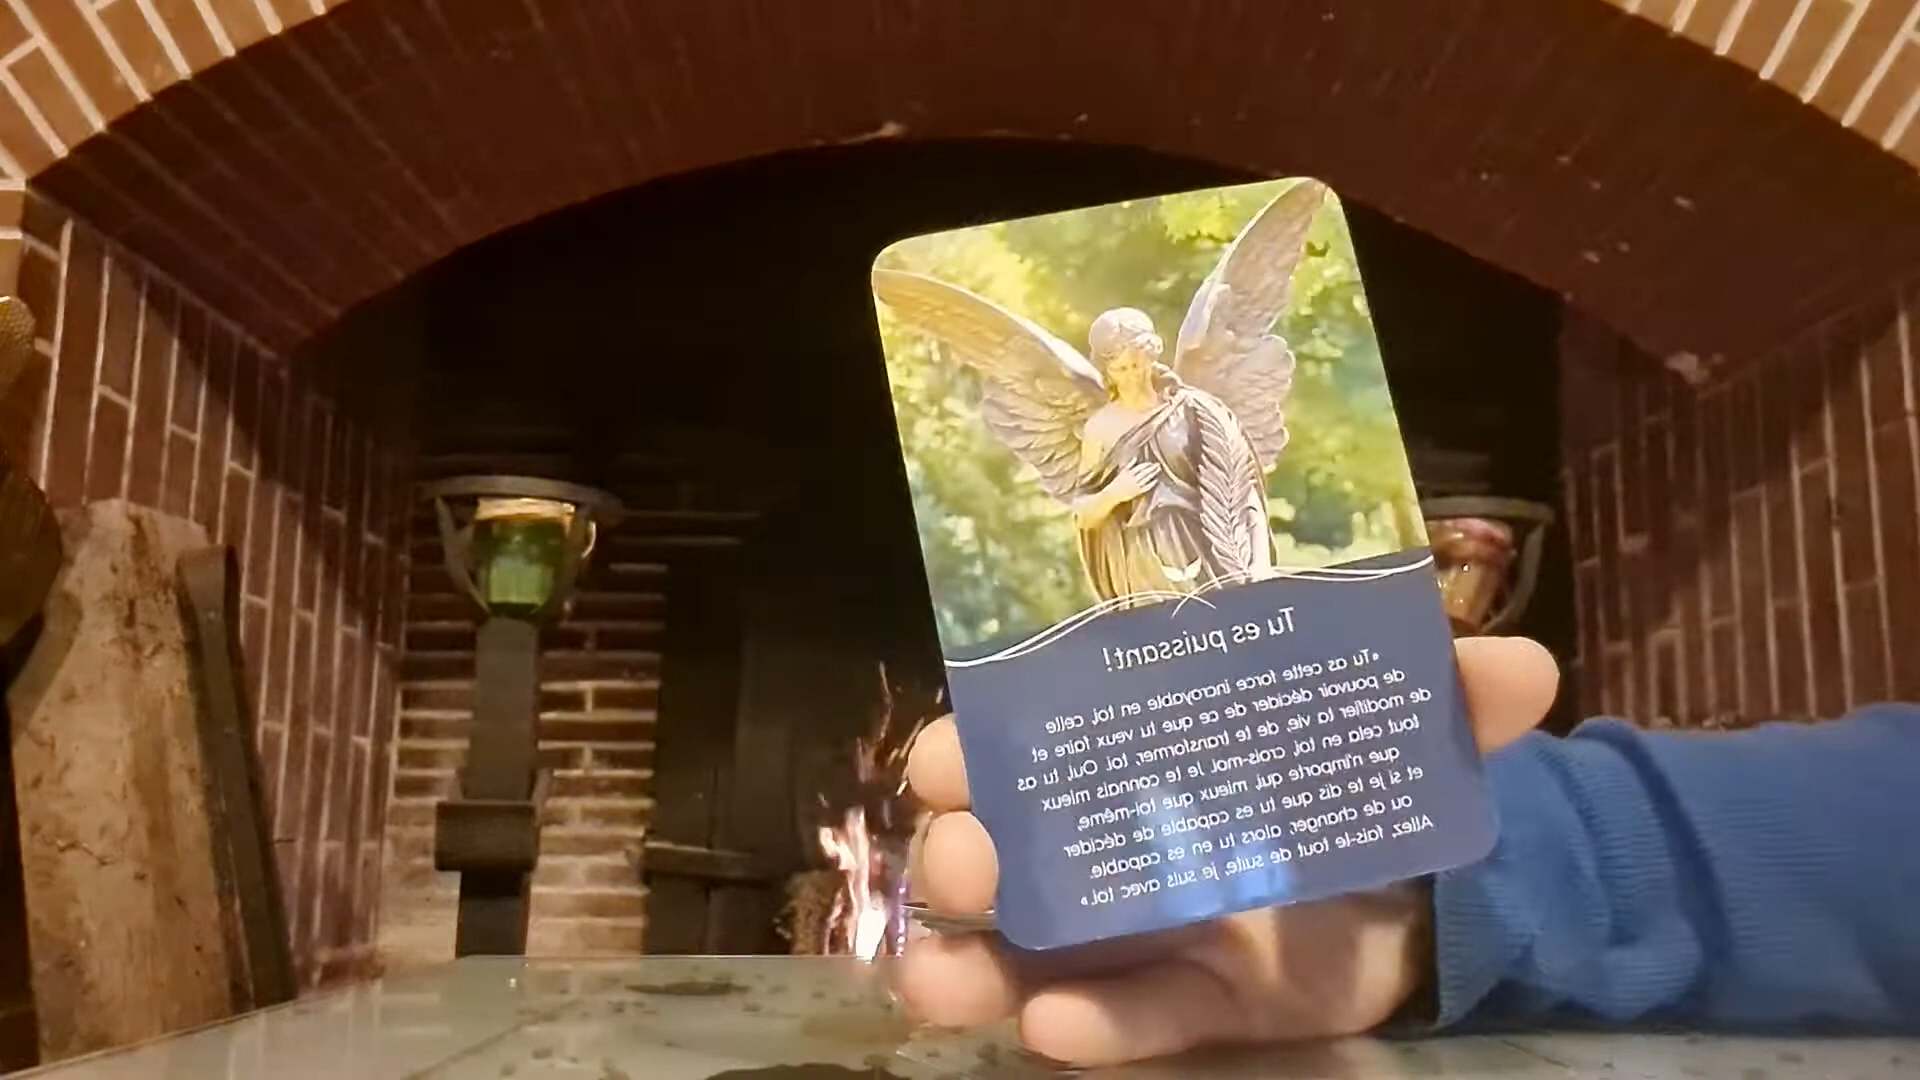 Tu es puissant!
«Tu as cette force incroyable en toi, celle
de pouvoir décider de ce que tu veux faire et
de modifier ta vie, de te transformer, toi. Oui, tu as
tout cela en toi, crois-moi. Je te connais mieux
que n'importe qui, mieux que toi-même,
et si je te dis que tu es capable de décider
ou de changer, alors tu en es capable.
Allez, fais-le tout de suite, je suis avec toi.»